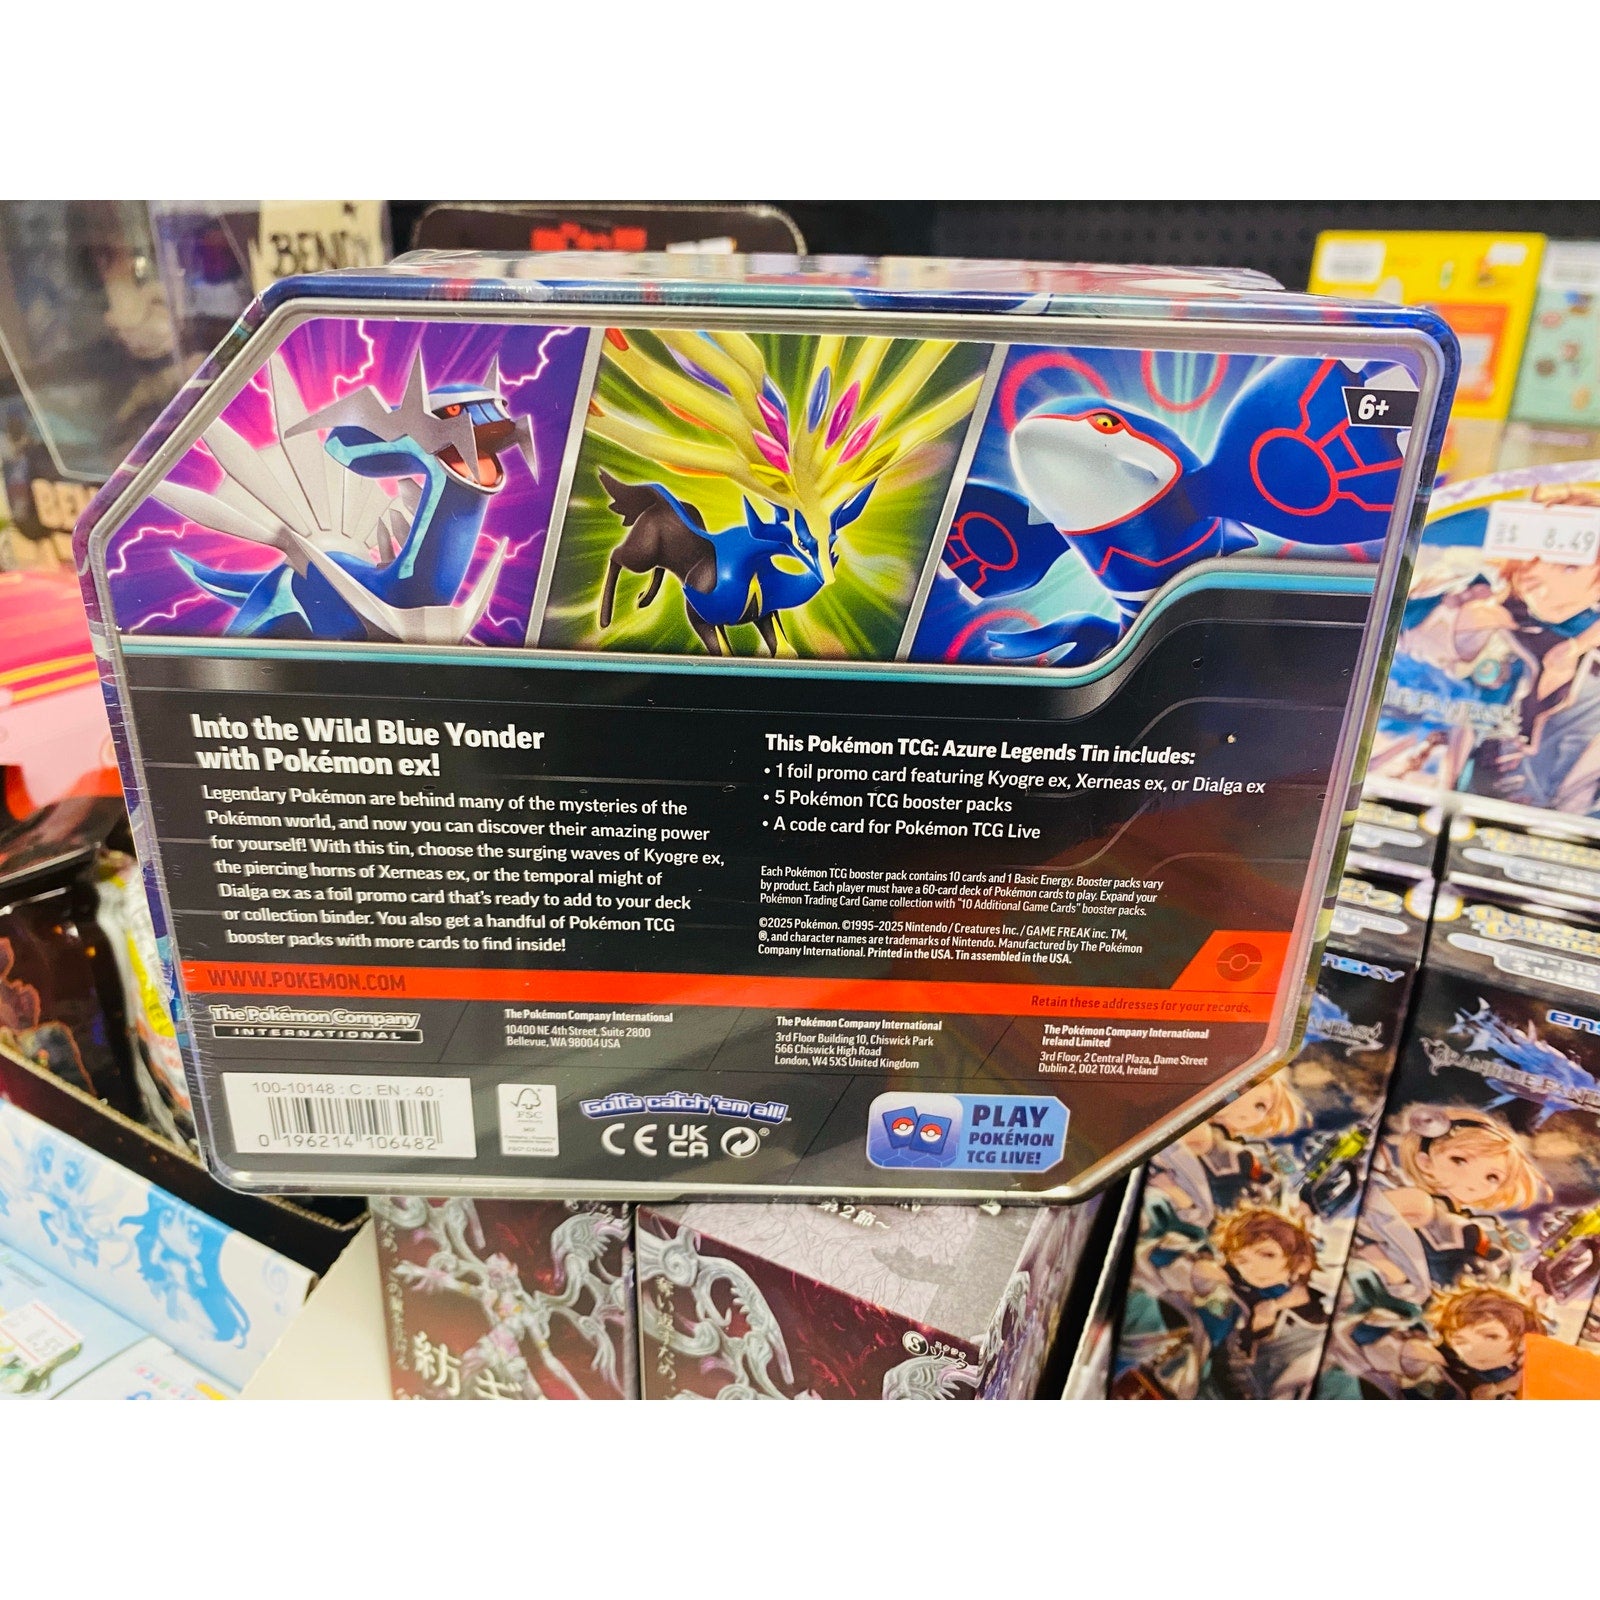 BEND
6+
8.49
Into the Wild Blue Yonder
with Pokémon ex!
Legendary Pokémon are behind many of the mysteries of the
Pokémon world, and now you can discover their amazing power
for yourself! With this tin, choose the surging waves of Kyogre ex,
the piercing horns of Xerneas ex, or the temporal might of
Dialga ex as a foil promo card that's ready to add to your deck
or collection binder. You also get a handful of Pokémon TCG
booster packs with more cards to find inside!
This Pokémon TCG: Azure Legends Tin includes:
• 1 foil promo card featuring Kyogre ex, Xerneas ex, or Dialga ex
• 5 Pokémon TCG booster packs
• A code card for Pokémon TCG Live
Each Pokémon TCG booster pack contains 10 cards and 1 Basic Energy. Booster packs vary
by product. Each player must have a 60-card deck of Pokémon cards to play. Expand your
Pokémon Trading Card Game collection with "10 Additional Game Cards" booster packs.
©2025 Pokémon. ©1995–2025 Nintendo / Creatures Inc. / GAME FREAK inc. TM,
®, and character names are trademarks of Nintendo. Manufactured by The Pokémon
Company International. Printed in the USA. Tin assembled in the USA.
WWW.POKEMON.COM
Retain these addresses for your records.
The Pokémon Company
INTERNATIONAL
The Pokémon Company International
10400 NE 4th Street, Suite 2800
Bellevue, WA 98004 USA
The Pokémon Company International
3rd Floor Building 10, Chiswick Park
566 Chiswick High Road
London, W4 5XS United Kingdom
The Pokémon Company International
Ireland Limited
3rd Floor, 2 Central Plaza, Dame Street
Dublin 2, D02 T0X4, Ireland
100-10148 : C : EN : 40 :
0 196214 106482
FSC
MIX
Gotta catch 'em all!
CE UK
CA
PLAY
POKÉMON
TCG LIVE!
第2節~
紡ぎ